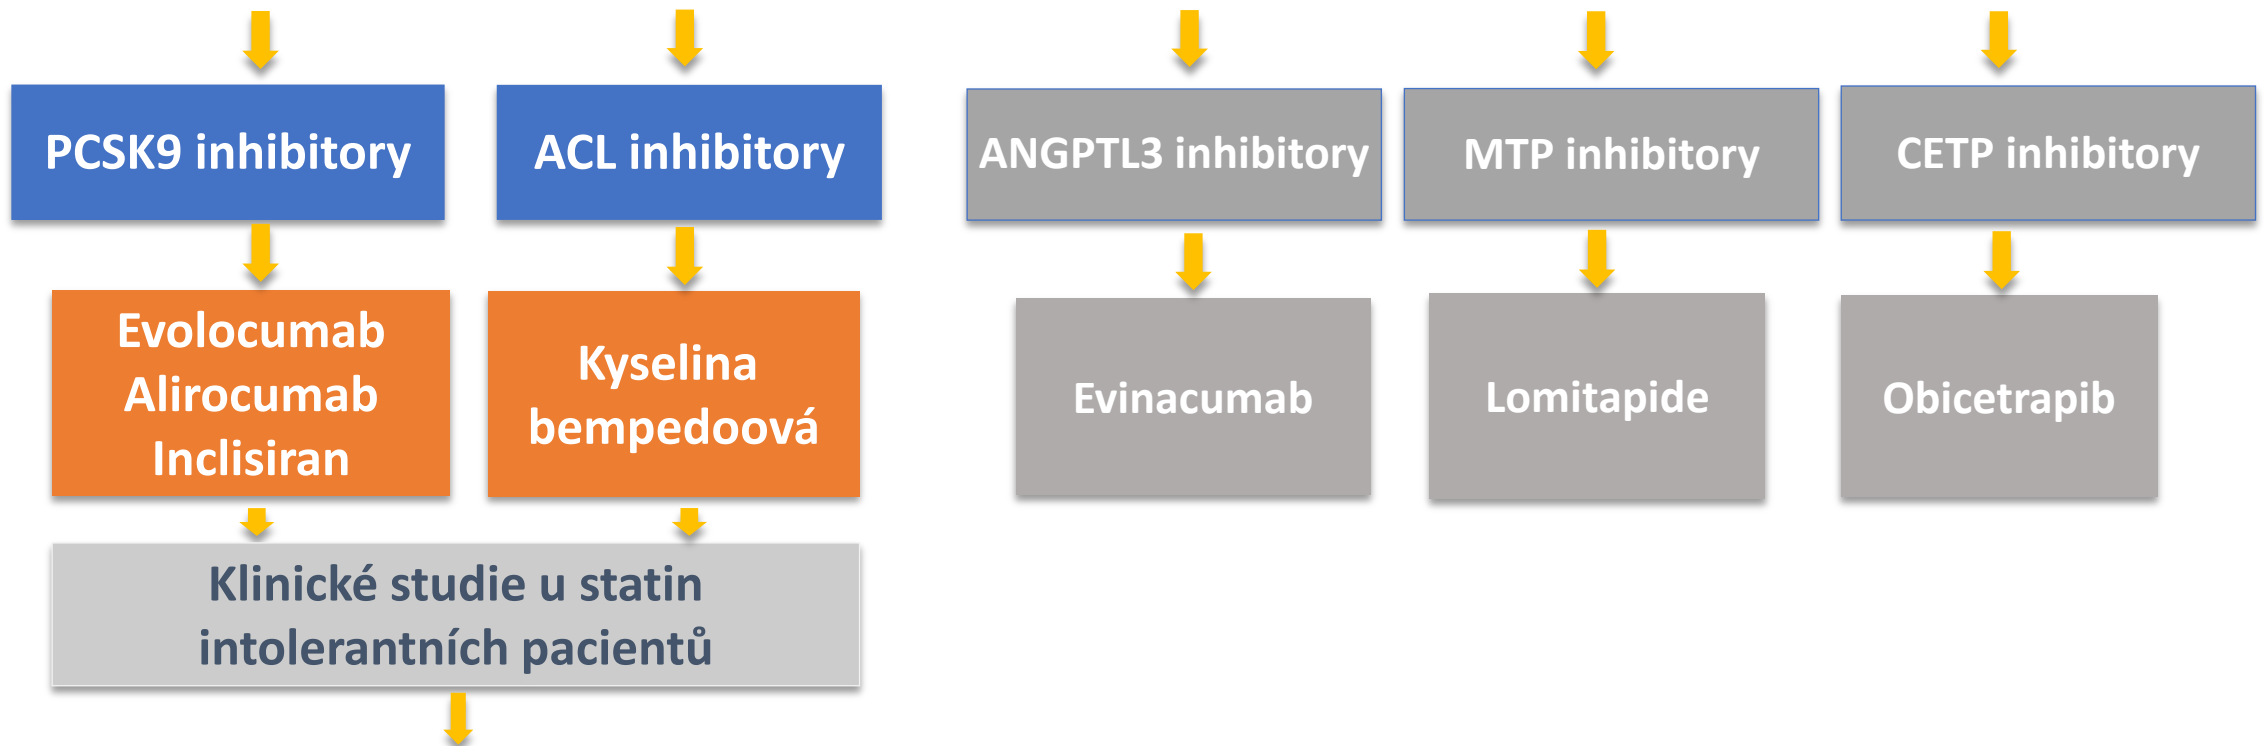 PCSK9 inhibitory
ACL inhibitory
ANGPTL3 inhibitory
MTP inhibitory
CETP inhibitory
Evolocumab
Alirocumab
Inclisiran
Kyselina
bempedoová
Evinacumab
Lomitapide
Obicetrapib
Klinické studie u statin
intolerantních pacientů